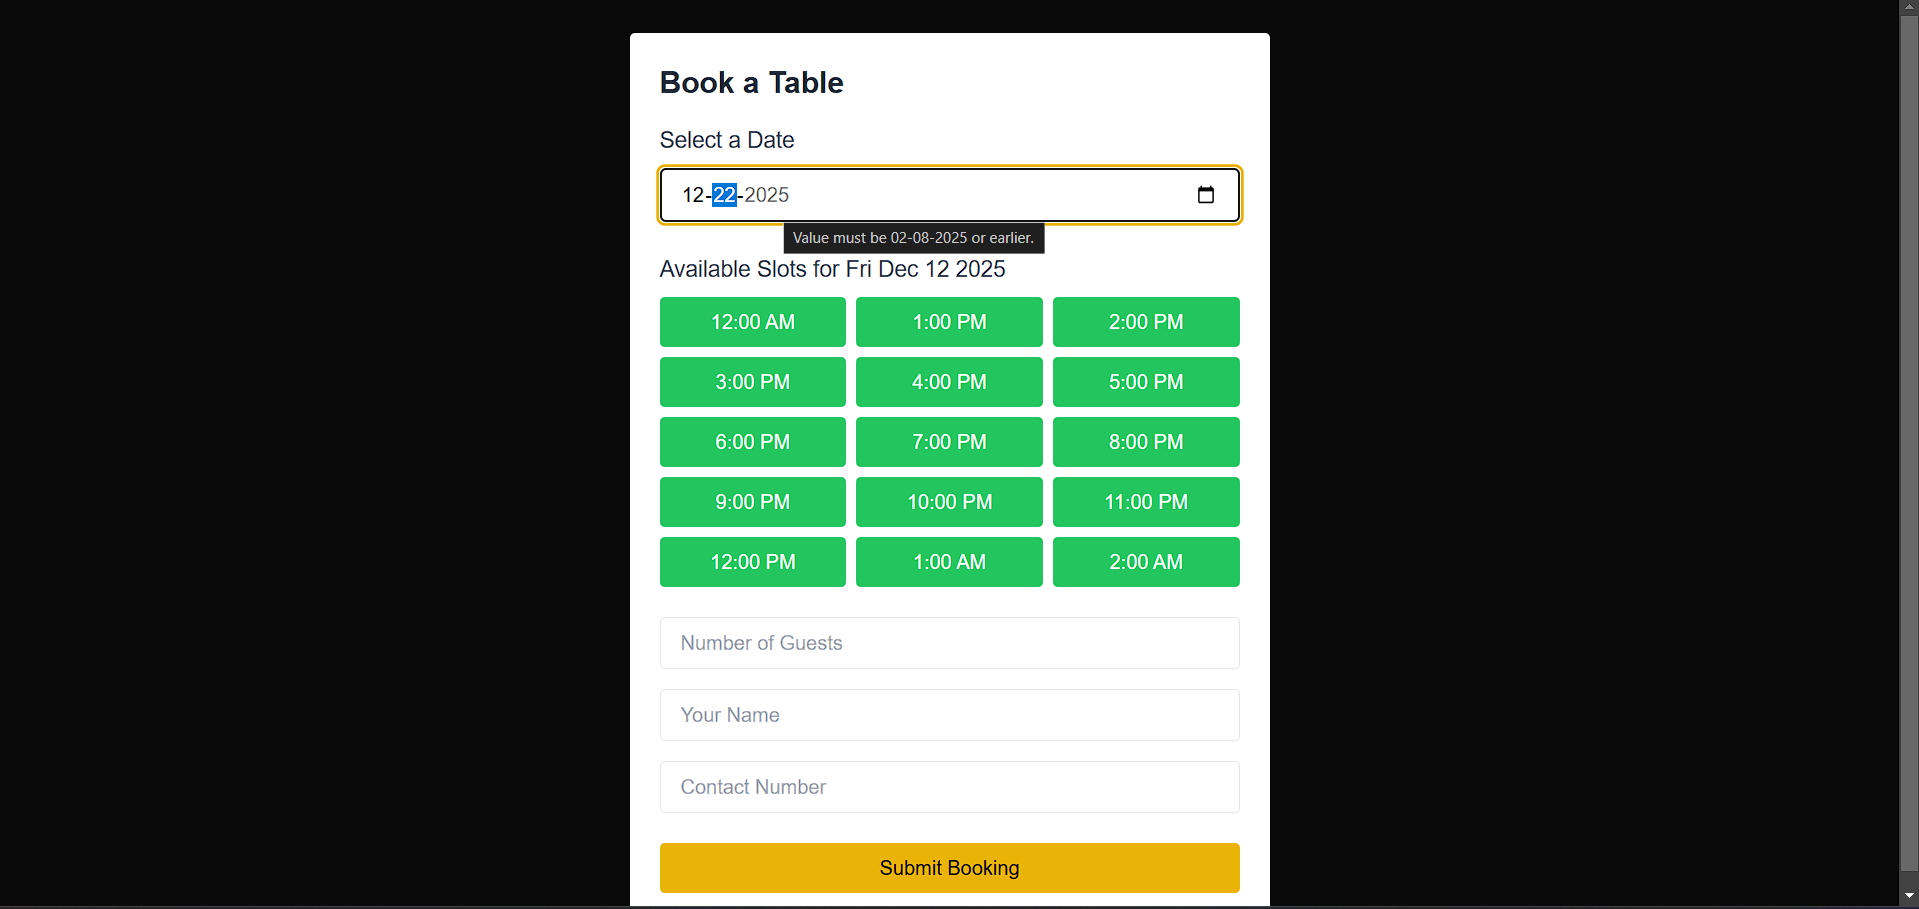 Book a Table
Select a Date
12-22-2025
Value must be 02-08-2025 or earlier.
Available Slots for Fri Dec 12 2025
12:00 AM 1:00 PM 2:00 PM
3:00 PM 4:00 PM 5:00 PM
6:00 PM 7:00 PM 8:00 PM
9:00 PM 10:00 PM 11:00 PM
12:00 PM 1:00 AM 2:00 AM
Number of Guests
Your Name
Contact Number
Submit Booking